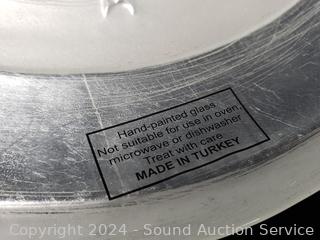 Hand-painted glass
Not suitable for use in oven,
microwave or dishwasher
Treat with care
MADE IN TURKEY
Copyright © 2024 - Sound Auction Service